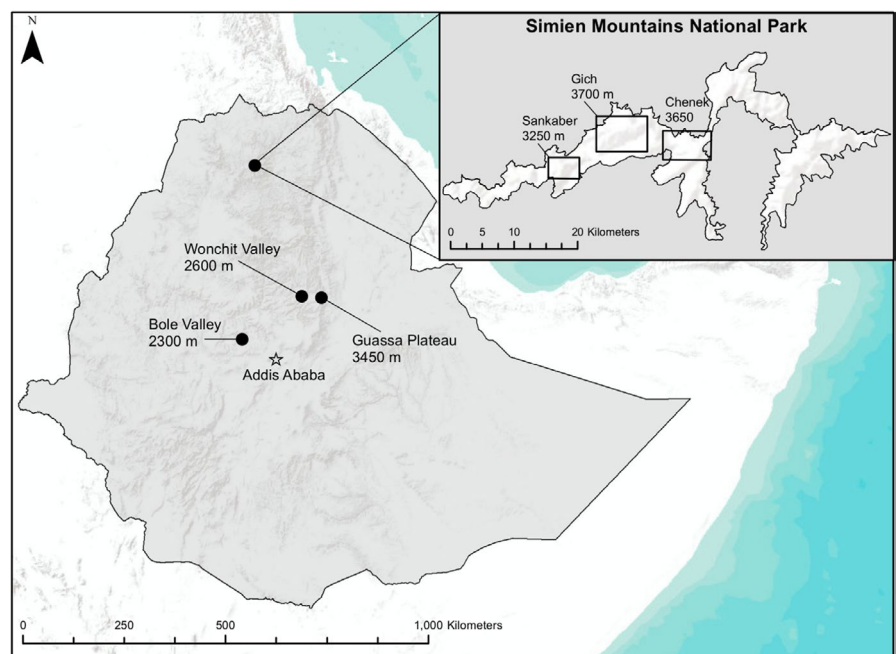 N
Simien Mountains National Park
Gich
3700 m
Chenek
3650
Sankaber
3250 m
0 5 10 20 Kilometers
Wonchit Valley
2600 m
Bole Valley
2300 m
Guassa Plateau
3450 m
Addis Ababa
0 250 500 1,000 Kilometers